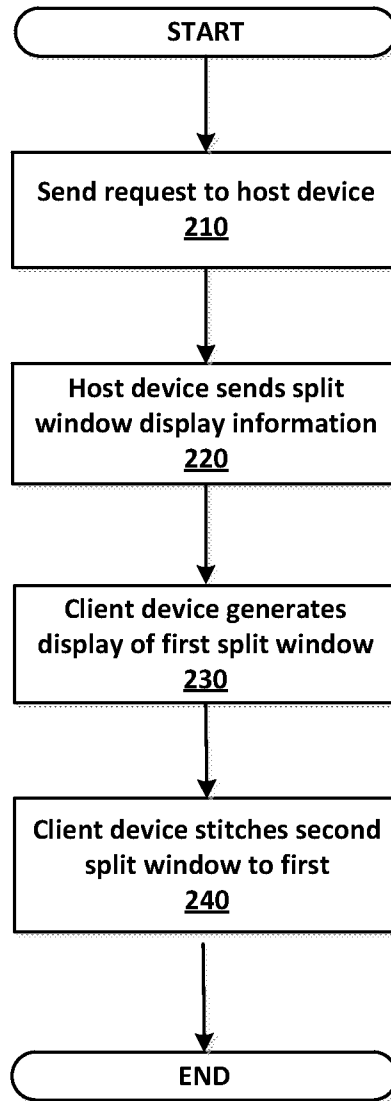 START
Send request to host device
210
Host device sends split
window display information
220
Client device generates
display of first split window
230
Client device stitches second
split window to first
240
END